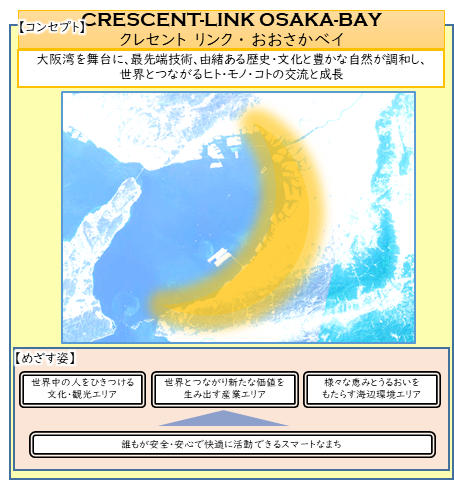 【コンセプト】
CRESCENT-LINK OSAKA-BAY
クレセント リンク・おおさかベイ
大阪湾を舞台に、最先端技術、由緒ある歴史・文化と豊かな自然が調和し、
世界とつながるヒト・モノ・コトの交流と成長
【めざす姿】
世界中の人をひきつける
文化・観光エリア
世界とつながり新たな価値を
生み出す産業エリア
様々な恵みとうるおいを
もたらす海辺環境エリア
誰もが安全・安心で快適に活動できるスマートなまち